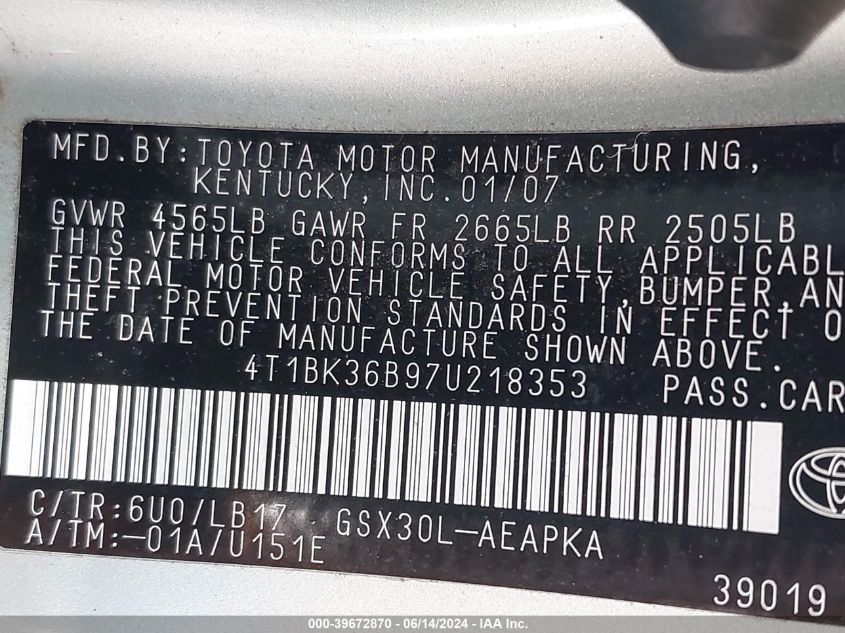 MFD.BY:TOYOTA MOTOR MANUFACTURING,
KENTUCKY,INC.01/07
GVWR 4565LB GAWR FR 2665LB RR 2505LB
THIS VEHICLE CONFORMS TO ALL APPLICABL
FEDERAL MOTOR VEHICLE SAFETY,BUMPER,AN
THEFT PREVENTION STANDARDS IN EFFECT O
THE DATE OF MANUFACTURE SHOWN ABOVE.
4T1BK36B97U218353 PASS.CAR
C/TR:6U0/LB17 GSX30L-AEAPKA
A/TM:-01A/U151E
39019
000-39672870 - 06/14/2024 - IAA, Inc.